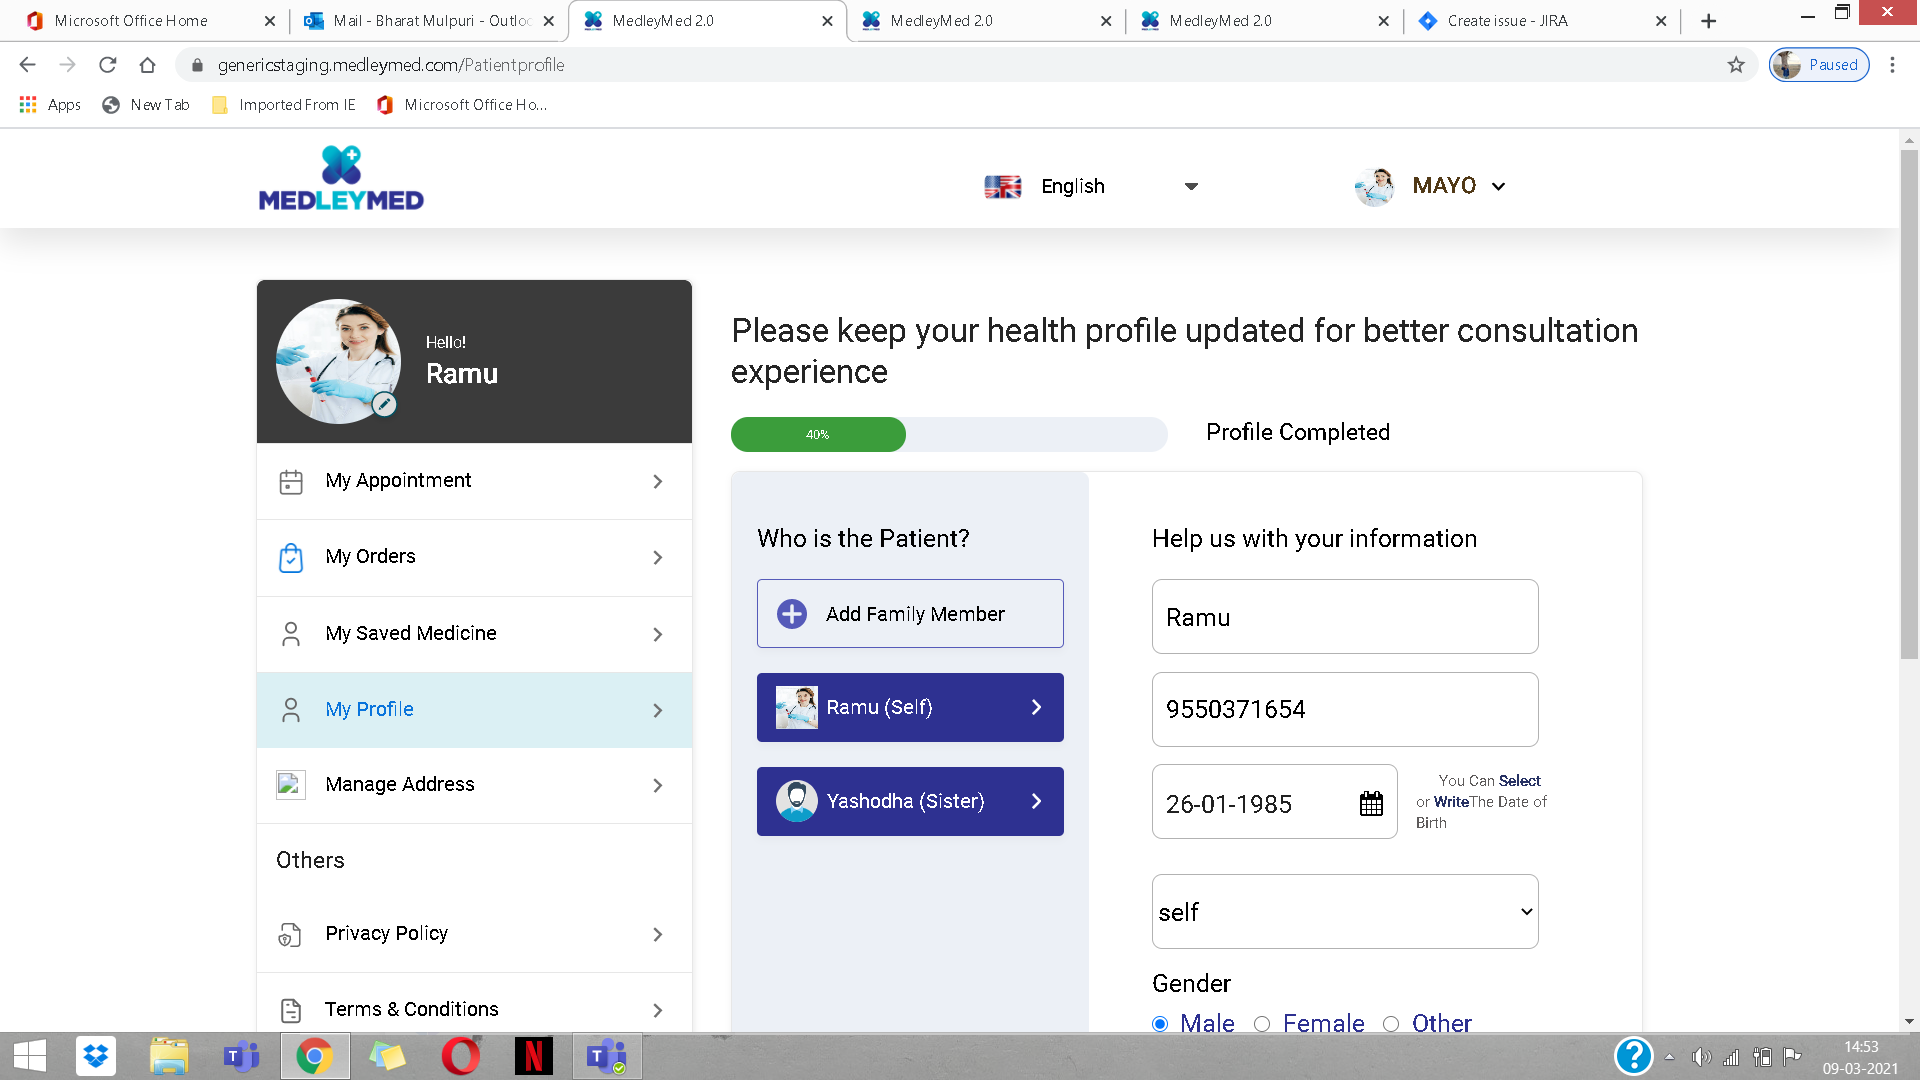 Microsoft Office Home
Mail - Bharat Mulpuri - Outlo
MedleyMed 2.0
MedleyMed 2.0
MedleyMed 2.0
Create issue - JIRA
genericstaging.medleymed.com/Patientprofile
Paused
Apps
New Tab
Imported From IE
Microsoft Office Ho...
MEDLEYMED
English
MAYO
Hello!
Ramu
My Appointment
My Orders
My Saved Medicine
My Profile
Manage Address
Others
Privacy Policy
Terms & Conditions
Please keep your health profile updated for better consultation
experience
40%
Profile Completed
Who is the Patient?
Add Family Member
Ramu (Self)
Yashodha (Sister)
Help us with your information
Ramu
9550371654
26-01-1985
You Can Select
or WriteThe Date of
Birth
self
Gender
Male
Female
Other
14:53
09-03-2021